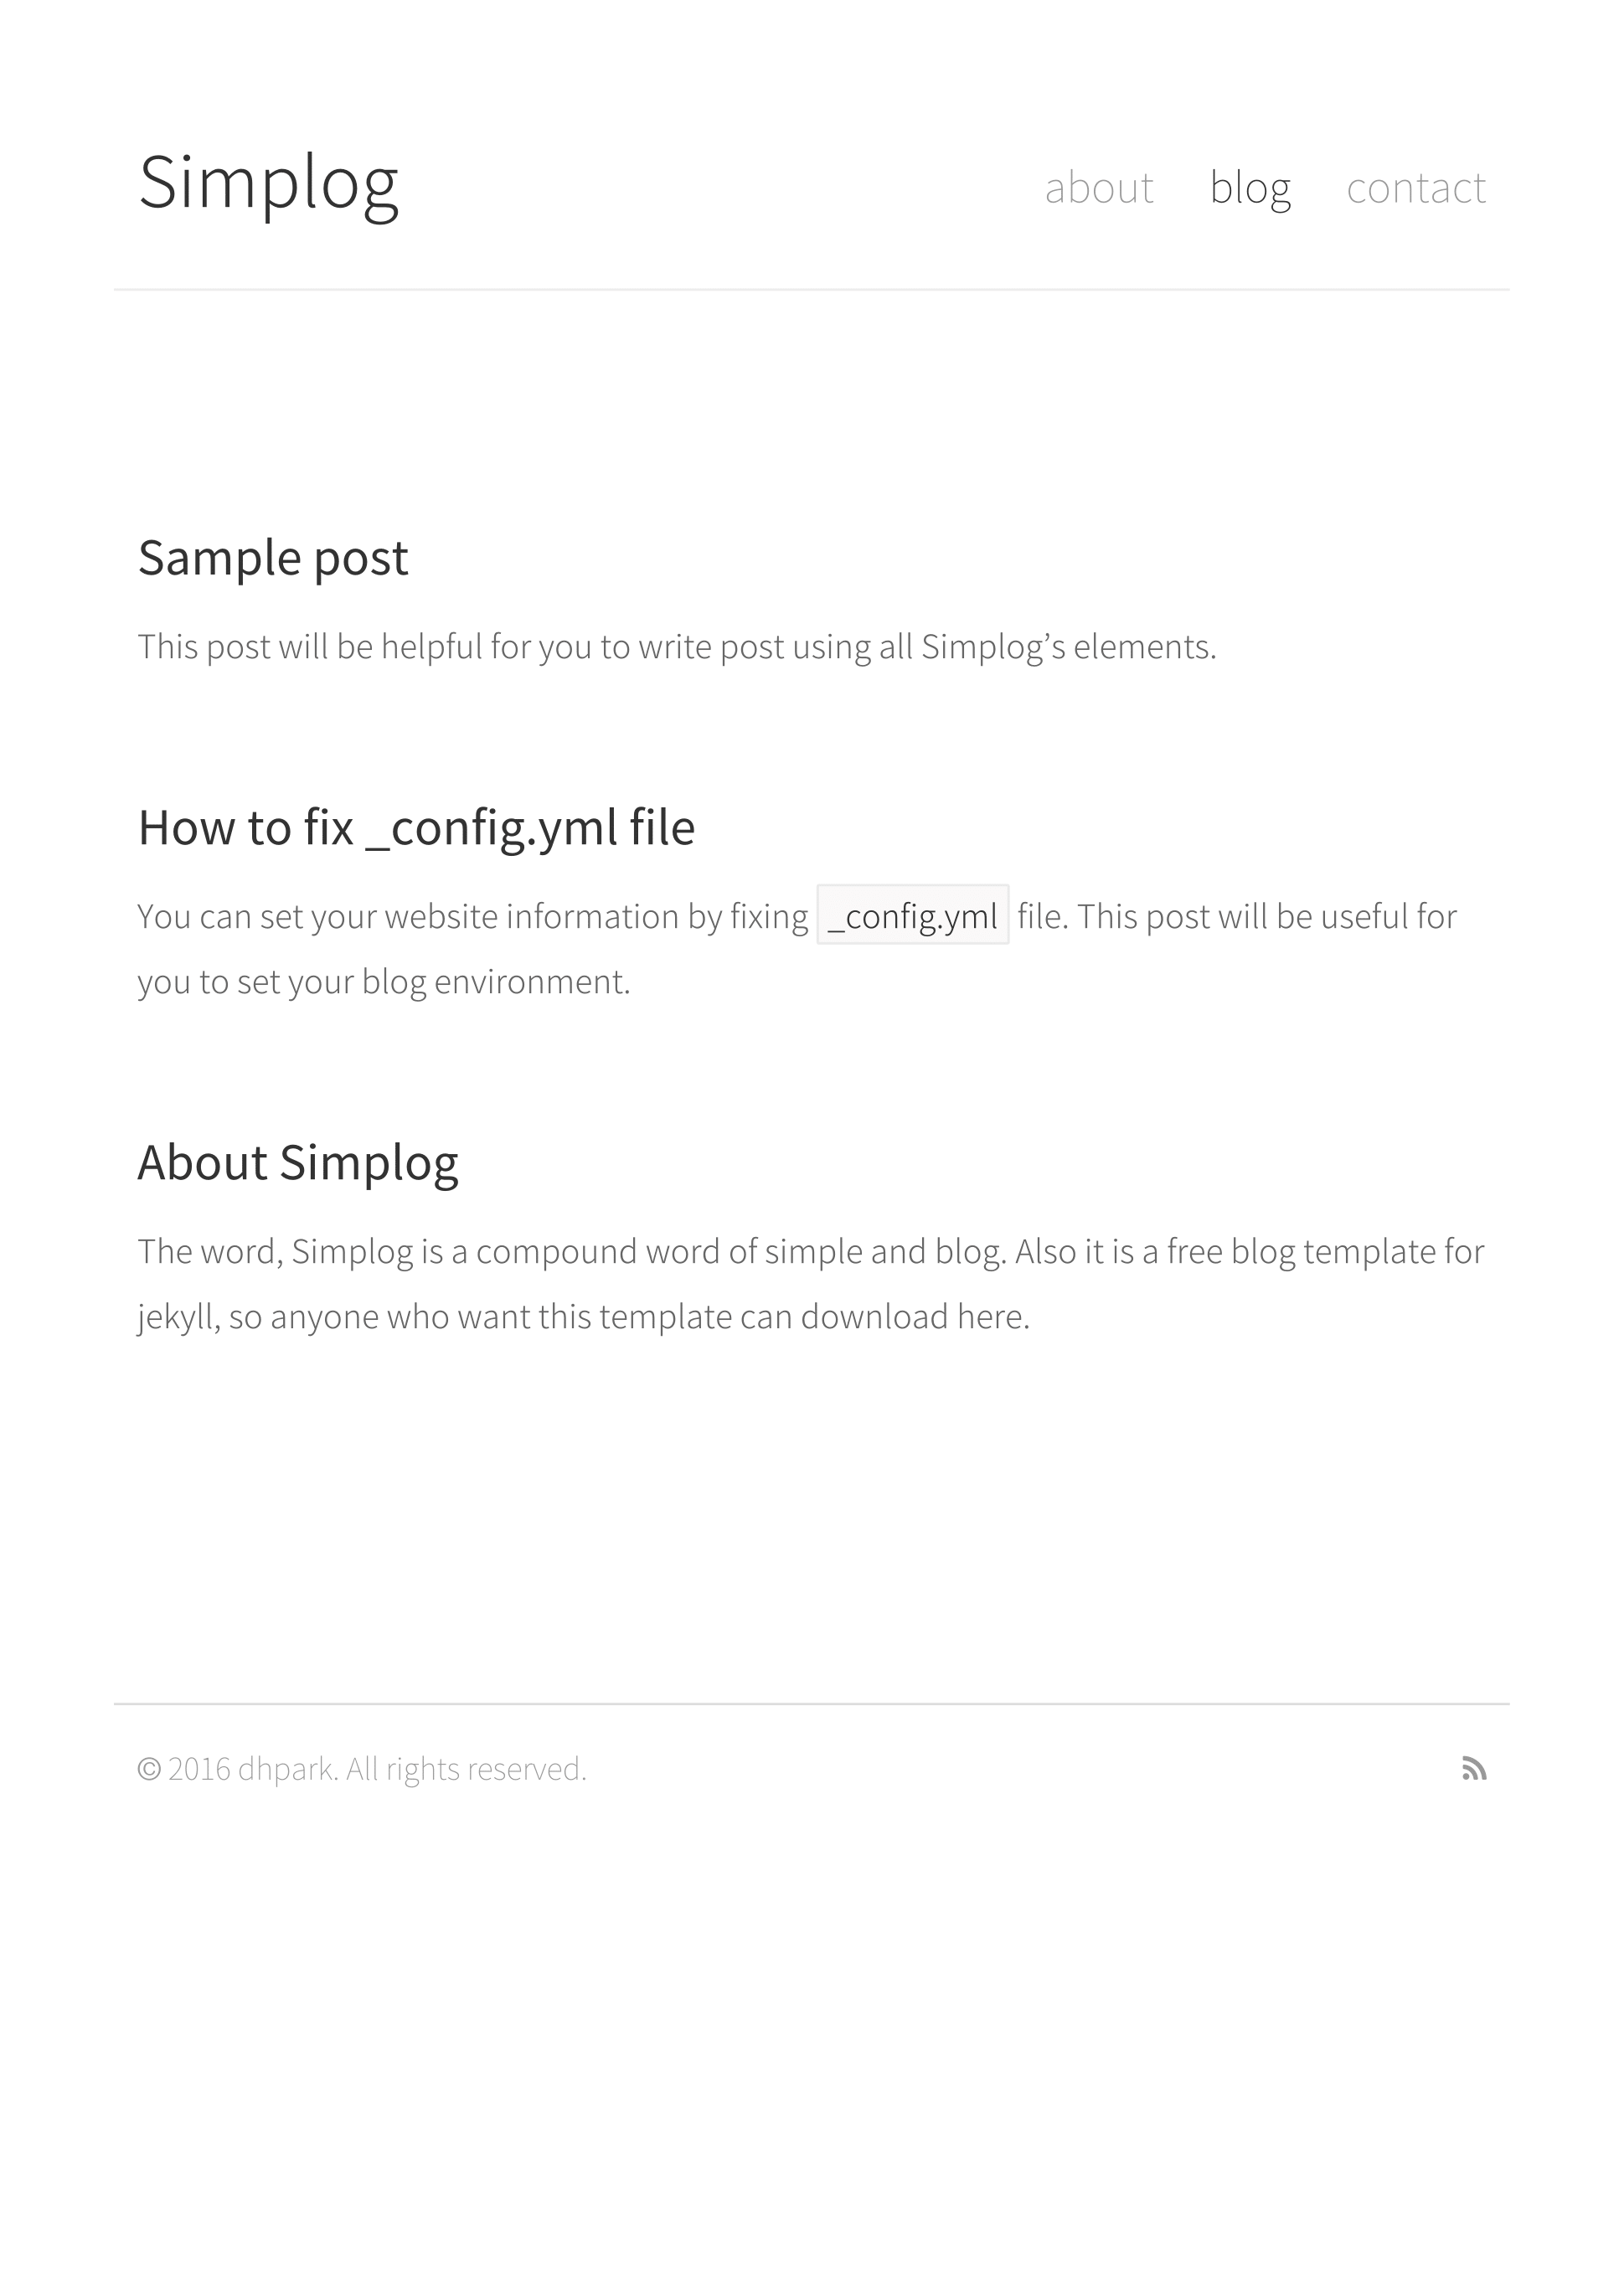 Simplog
about blog contact
Sample post
This post will be helpful for you to write post using all Simplog’s elements.
How to fix _config.yml file
You can set your website information by fixing _config.yml file. This post will be useful for
you to set your blog environment.
About Simplog
The word, Simplog is a compound word of simple and blog. Also it is a free blog template for
jekyll, so anyone who want this template can download here.
© 2016 dhpark. All rights reserved.